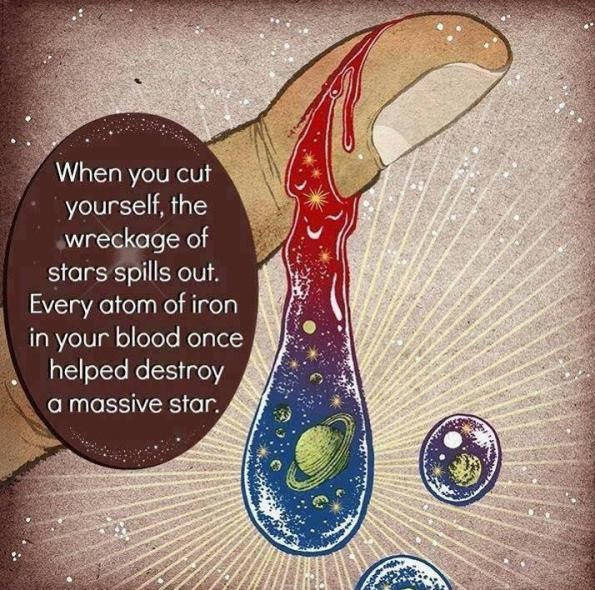 When you cut
yourself, the
wreckage of
stars spills out.
Every atom of iron
in your blood once
helped destroy
a massive star.